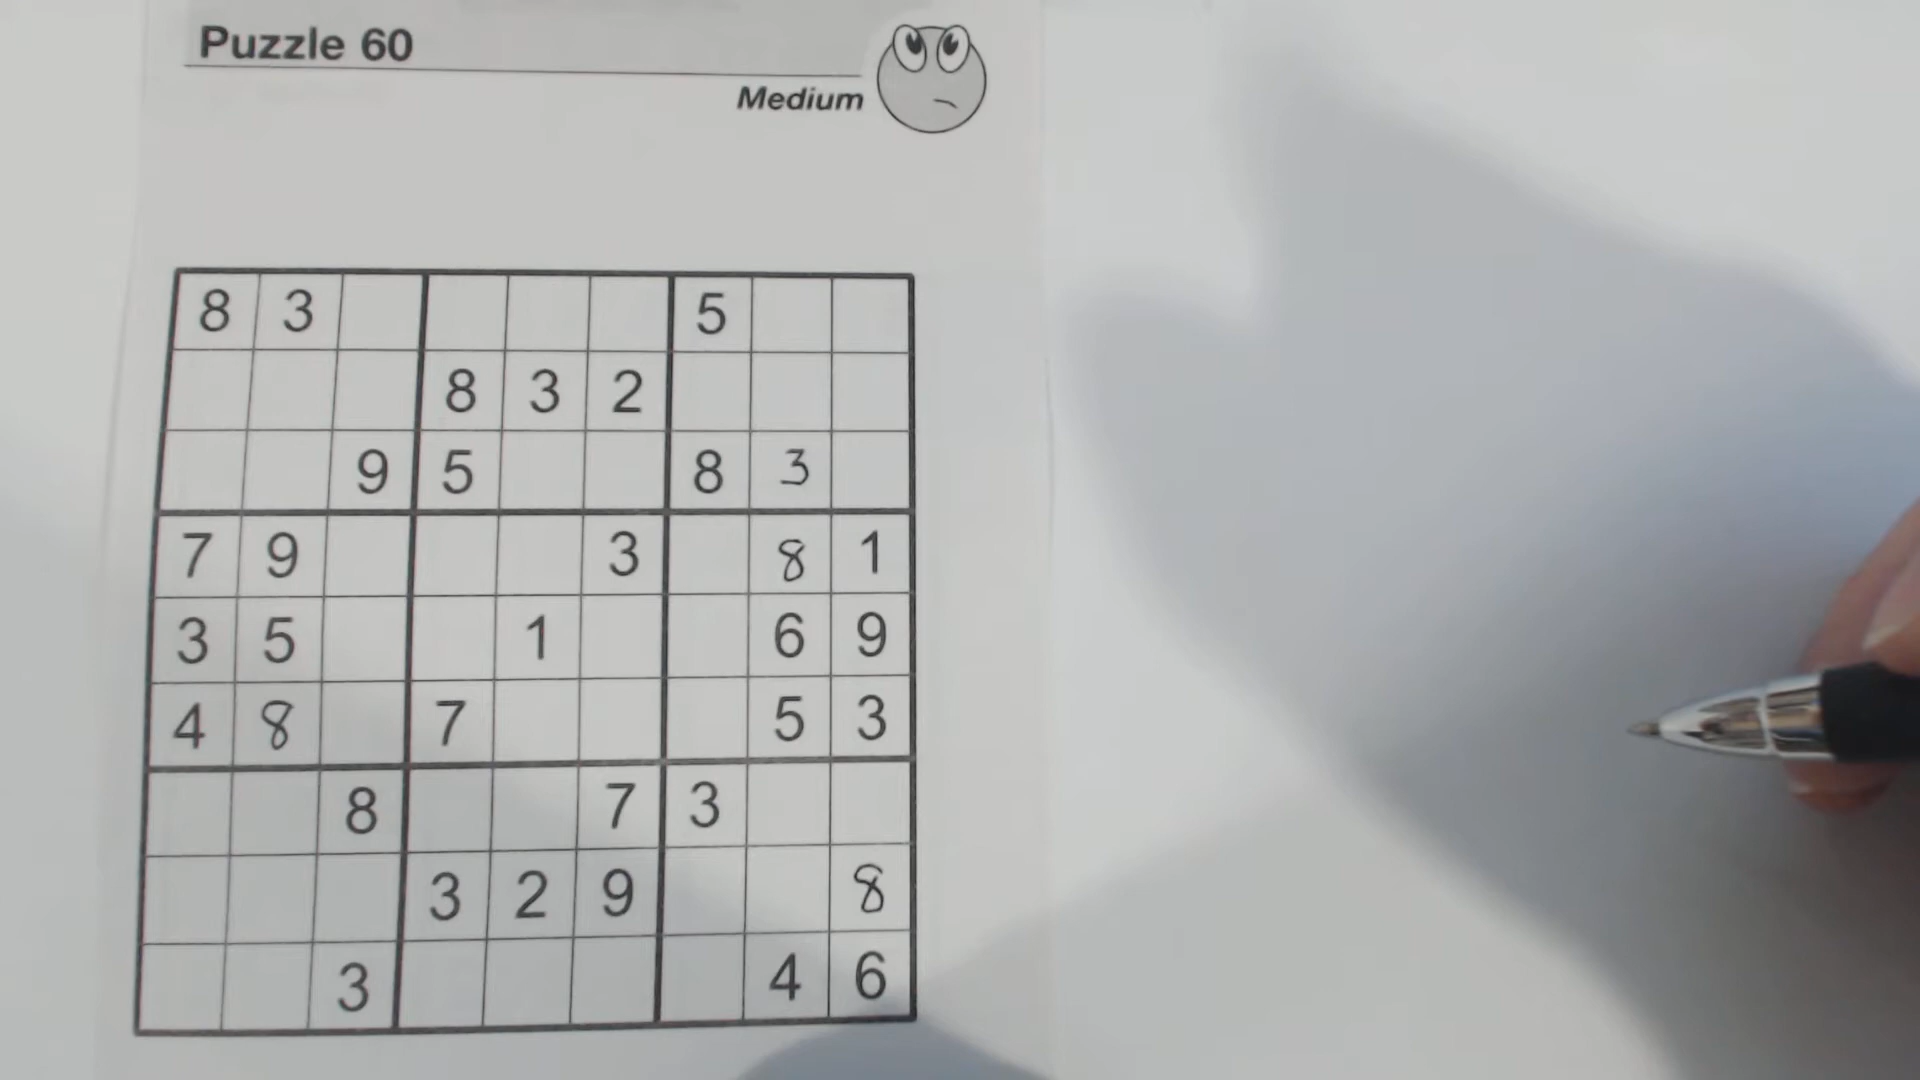 Puzzle 60
Medium
8 3 5
8 3 2
9 5 8 3
7 9 3 8 1
3 5 1 6 9
4 8 7 5 3
8 7 3
3 2 9 8
3 4 6